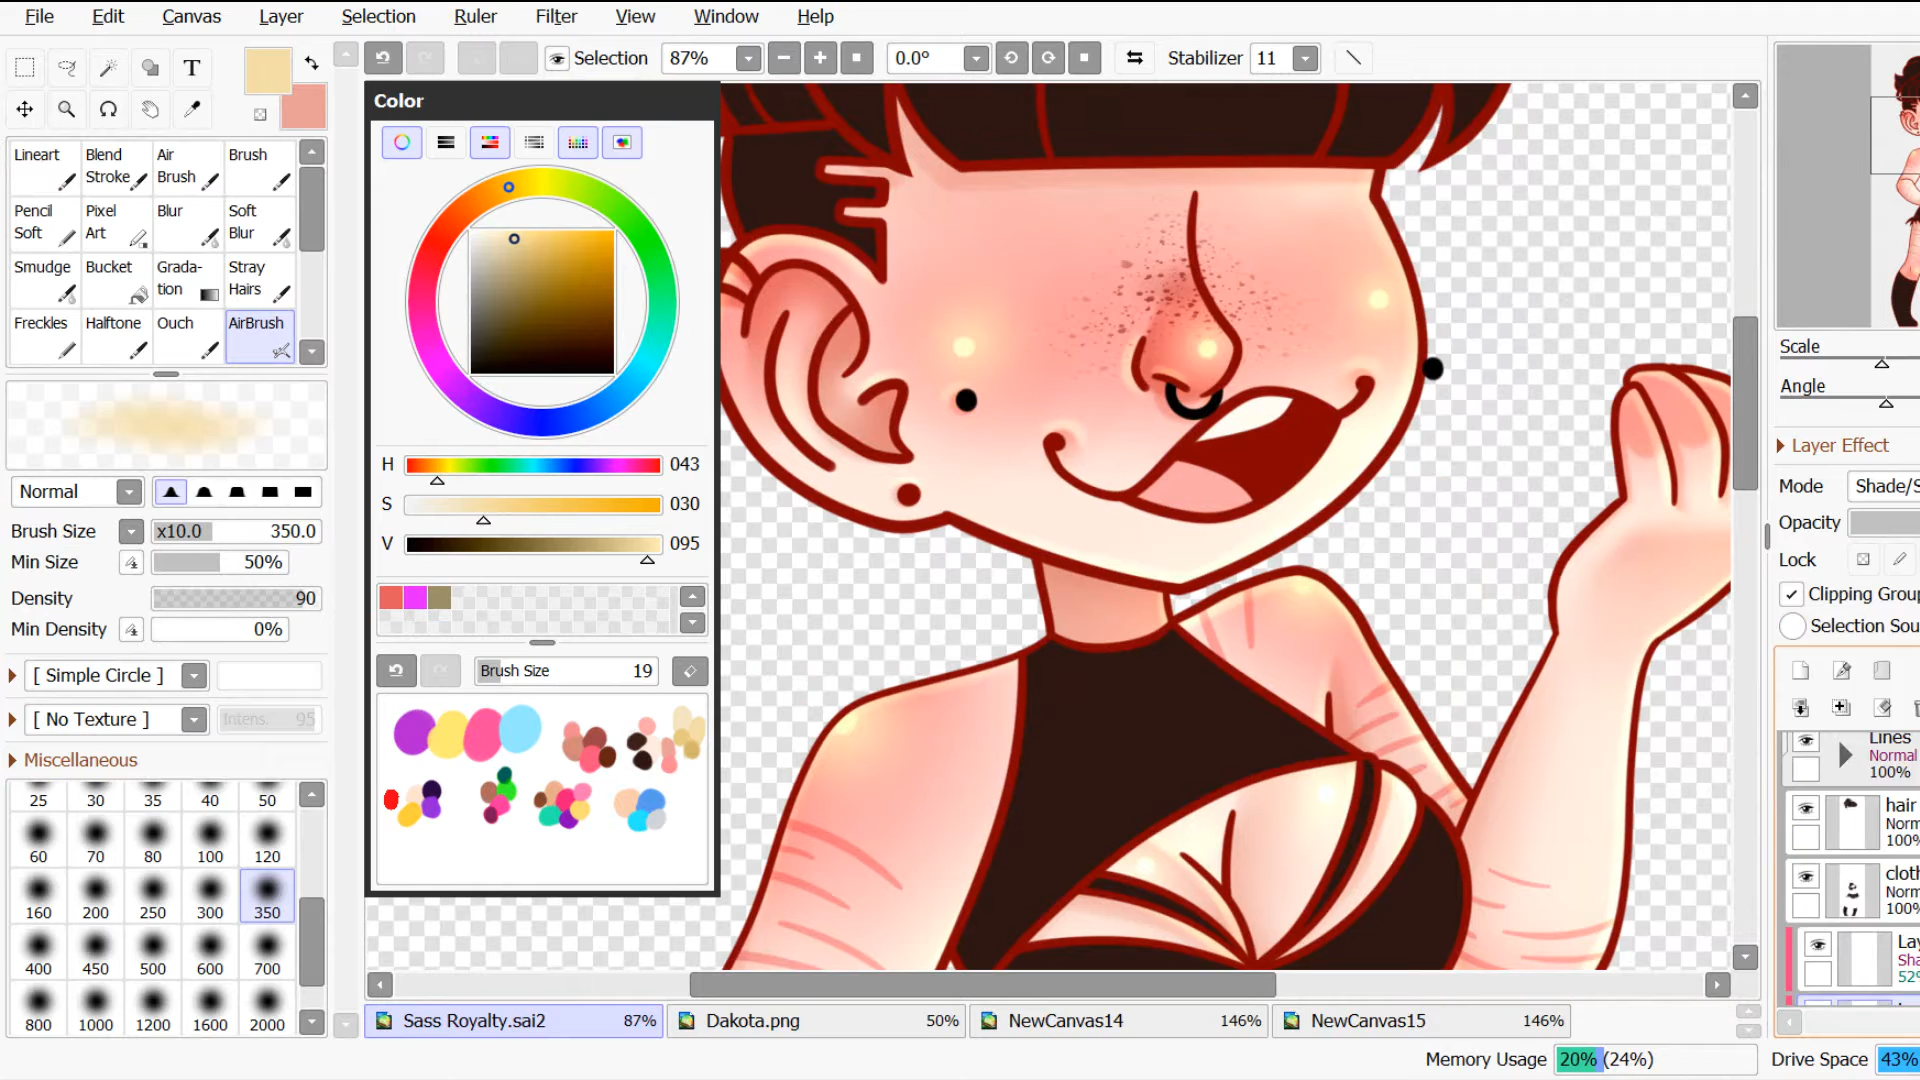 File Edit Canvas Layer Selection Ruler Filter View Window Help
T
Selection 87% 0.0° Stabilizer 11
Color
Lineart Blend Stroke Air Brush Brush
Pencil Soft Pixel Art Blur Soft Blur
Smudge Bucket Grada-tion Stray Hairs
Freckles Halftone Ouch AirBrush
Normal
Brush Size x10.0 350.0
Min Size 50%
Density 90
Min Density 0%
[ Simple Circle ]
[ No Texture ] Intens. 95
Miscellaneous
25 30 35 40 50
60 70 80 100 120
160 200 250 300 350
400 450 500 600 700
800 1000 1200 1600 2000
H 043
S 030
V 095
Brush Size 19
Scale
Angle
Layer Effect
Mode Shade/S
Opacity
Lock
Clipping Group
Selection Sou
Lines
Normal
100%
hair
Norm
100%
cloth
Norm
100%
Lay
Sha
52%
Sass Royalty.sai2 87% Dakota.png 50% NewCanvas14 146% NewCanvas15 146%
Memory Usage 20% (24%) Drive Space 43%